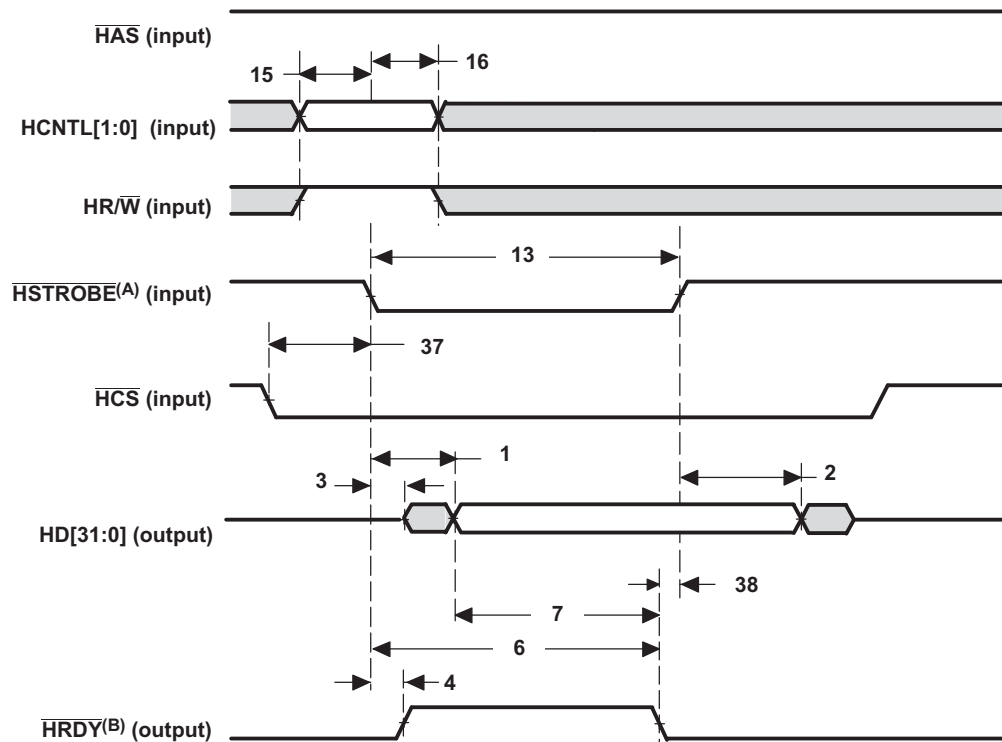 HAS (input)
15
16
HCNTL[1:0] (input)
HR/W (input)
13
HSTROBE(A) (input)
37
HCS (input)
1
3
2
HD[31:0] (output)
38
7
6
4
HRDY(B) (output)